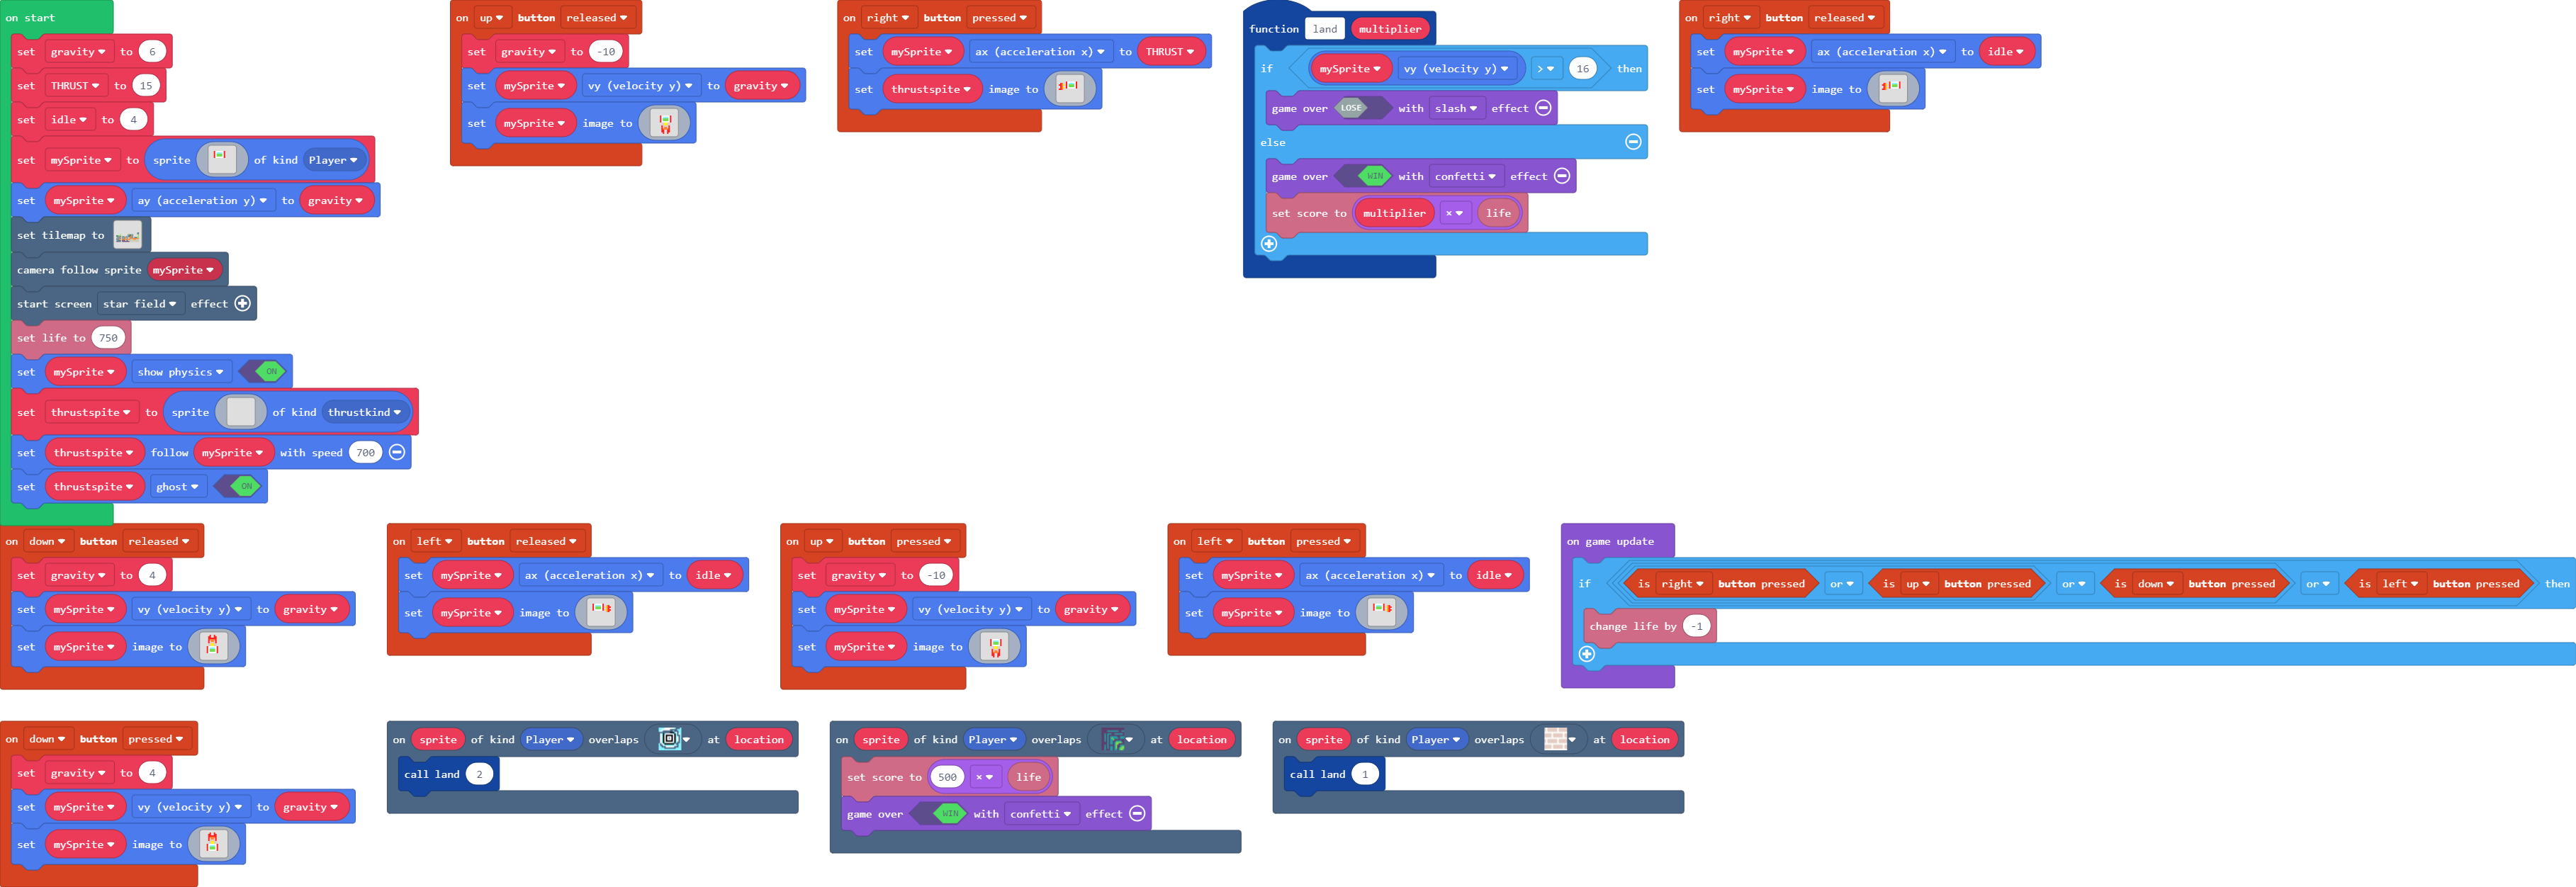 on start
set gravity to 6
set THRUST to 15
set idle to 4
set mySprite to sprite of kind Player
set mySprite ay (acceleration y) to gravity
set tilemap to
camera follow sprite mySprite
start screen star field effect
set life to 750
set mySprite show physics ON
set thrustspite to sprite of kind thrustkind
set thrustspite follow mySprite with speed 700
set thrustspite ghost ON
on up button released
set gravity to -10
set mySprite vy (velocity y) to gravity
set mySprite image to
on right button pressed
set mySprite ax (acceleration x) to THRUST
set thrustspite image to
function land multiplier
if mySprite vy (velocity y) > 16 then
game over LOSE with slash effect
else
game over WIN with confetti effect
set score to multiplier × life
on right button released
set mySprite ax (acceleration x) to idle
set mySprite image to
on down button released
set gravity to 4
set mySprite vy (velocity y) to gravity
set mySprite image to
on left button released
set mySprite ax (acceleration x) to idle
set mySprite image to
on up button pressed
set gravity to -10
set mySprite vy (velocity y) to gravity
set mySprite image to
on left button pressed
set mySprite ax (acceleration x) to idle
set mySprite image to
on game update
if is right button pressed or is up button pressed or is down button pressed or is left button pressed then
change life by -1
on down button pressed
set gravity to 4
set mySprite vy (velocity y) to gravity
set mySprite image to
on sprite of kind Player overlaps at location
call land 2
on sprite of kind Player overlaps at location
set score to 500 × life
game over WIN with confetti effect
on sprite of kind Player overlaps at location
call land 1